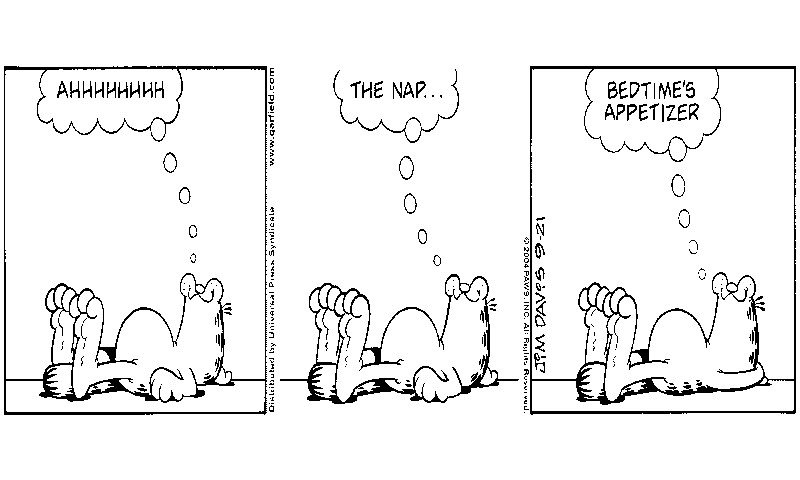 AHHHHHHHH
www.garfield.com
Distributed by Universal Press Syndicate
THE NAP...
© 2004 PAWS, INC. All Rights Reserved.
JIM DAVIS 9-21
BEDTIME'S
APPETIZER